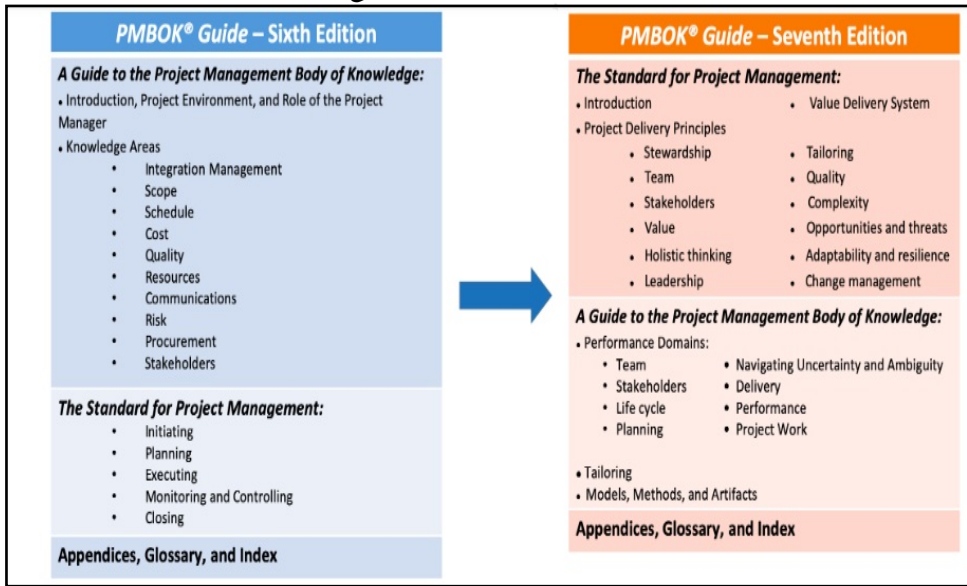 PMBOK® Guide – Sixth Edition
A Guide to the Project Management Body of Knowledge:
• Introduction, Project Environment, and Role of the Project
Manager
• Knowledge Areas
• Integration Management
• Scope
• Schedule
• Cost
• Quality
• Resources
• Communications
• Risk
• Procurement
• Stakeholders
The Standard for Project Management:
• Initiating
• Planning
• Executing
• Monitoring and Controlling
• Closing
Appendices, Glossary, and Index
PMBOK® Guide – Seventh Edition
The Standard for Project Management:
• Introduction • Value Delivery System
• Project Delivery Principles
• Stewardship • Tailoring
• Team • Quality
• Stakeholders • Complexity
• Value • Opportunities and threats
• Holistic thinking • Adaptability and resilience
• Leadership • Change management
A Guide to the Project Management Body of Knowledge:
• Performance Domains:
• Team • Navigating Uncertainty and Ambiguity
• Stakeholders • Delivery
• Life cycle • Performance
• Planning • Project Work
• Tailoring
• Models, Methods, and Artifacts
Appendices, Glossary, and Index